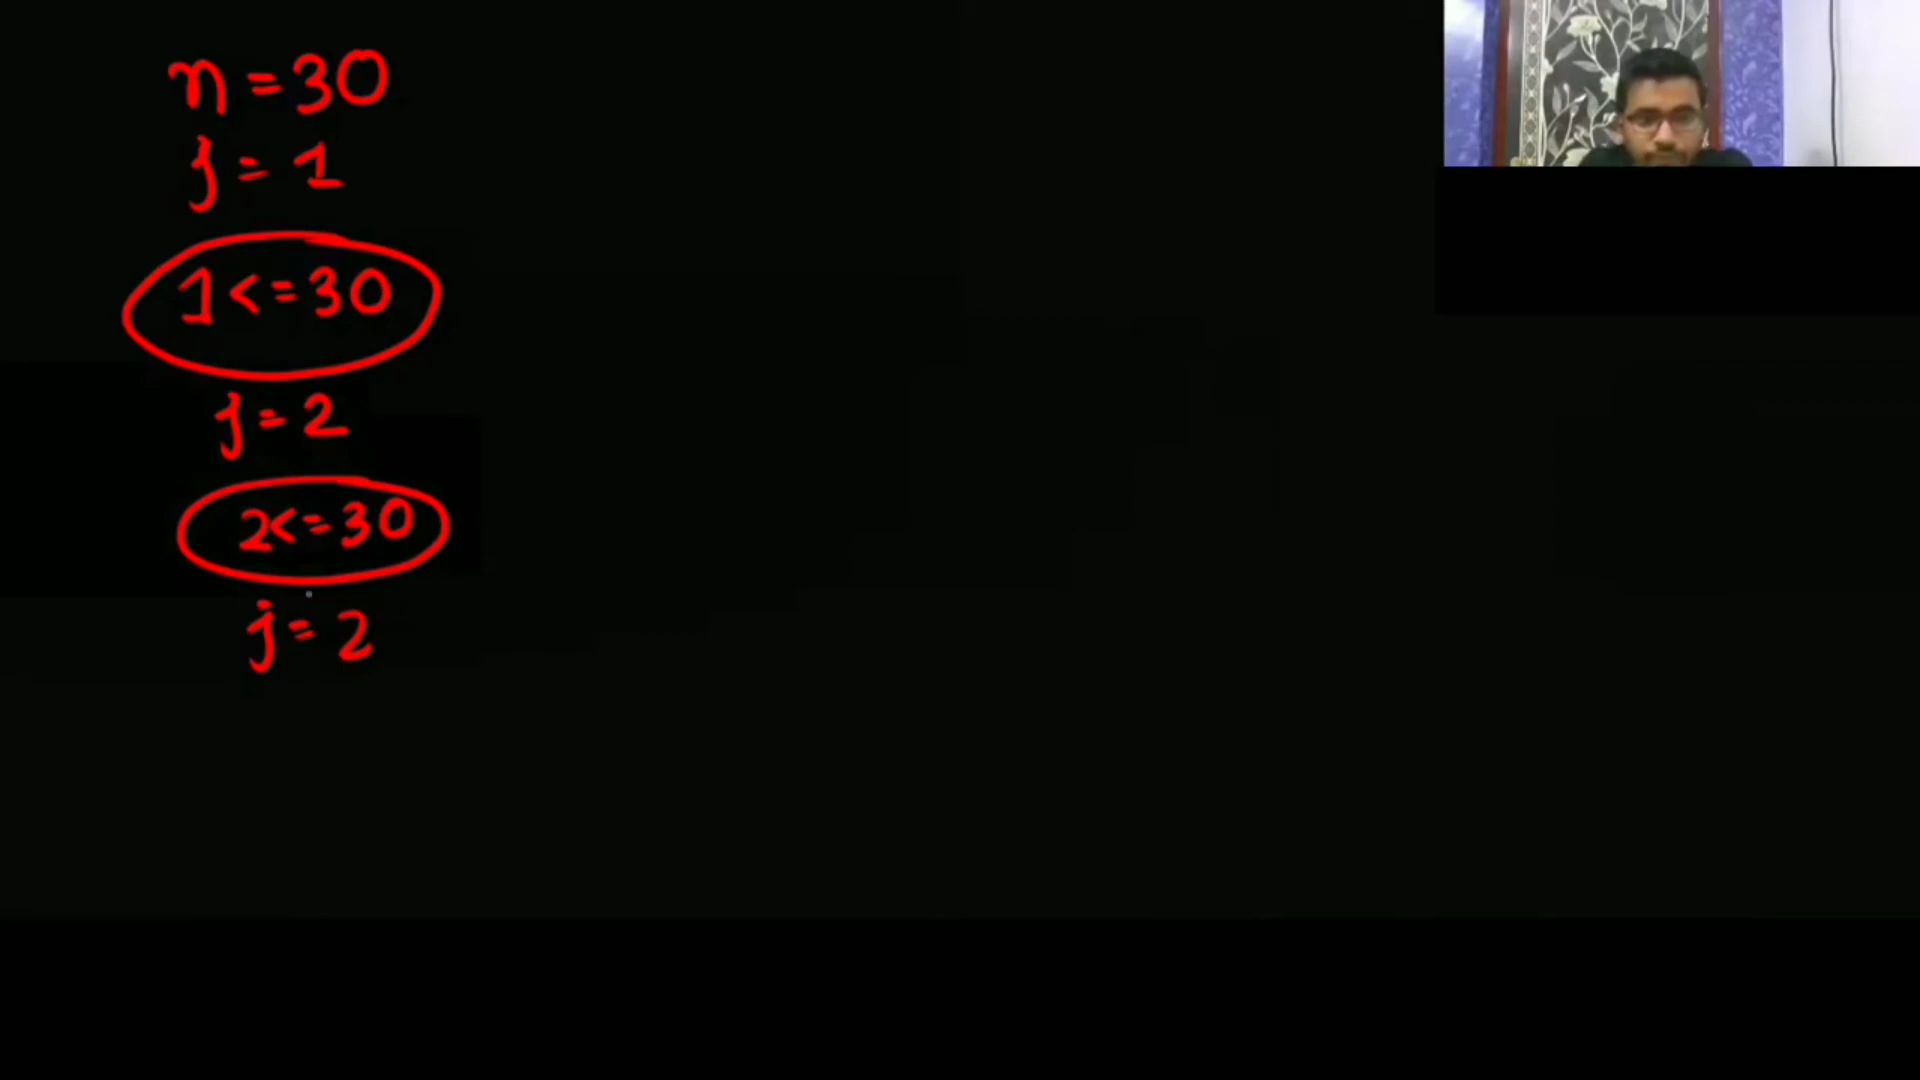 n = 30
j = 1
1 <= 30
j = 2
2 <= 30
j = 2